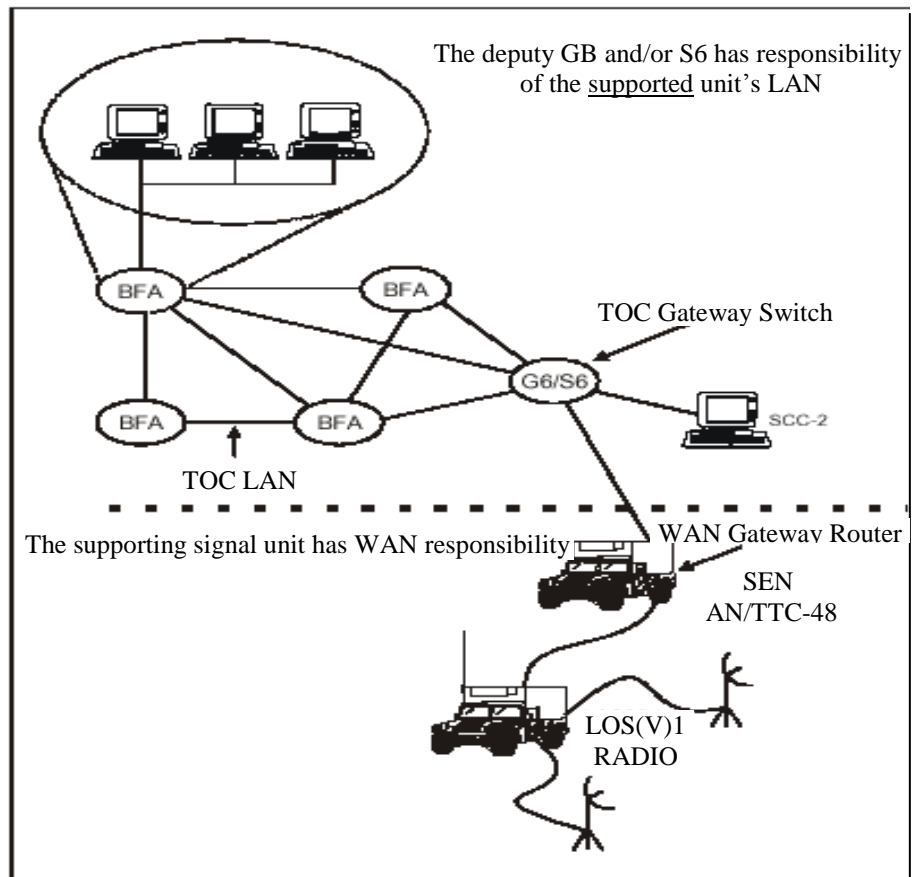 The deputy GB and/or S6 has responsibility
of the supported unit's LAN
BFA
BFA
TOC Gateway Switch
G6/S6
SCC-2
BFA
BFA
TOC LAN
The supporting signal unit has WAN responsibility
WAN Gateway Router
SEN
AN/TTC-48
LOS(V)1
RADIO